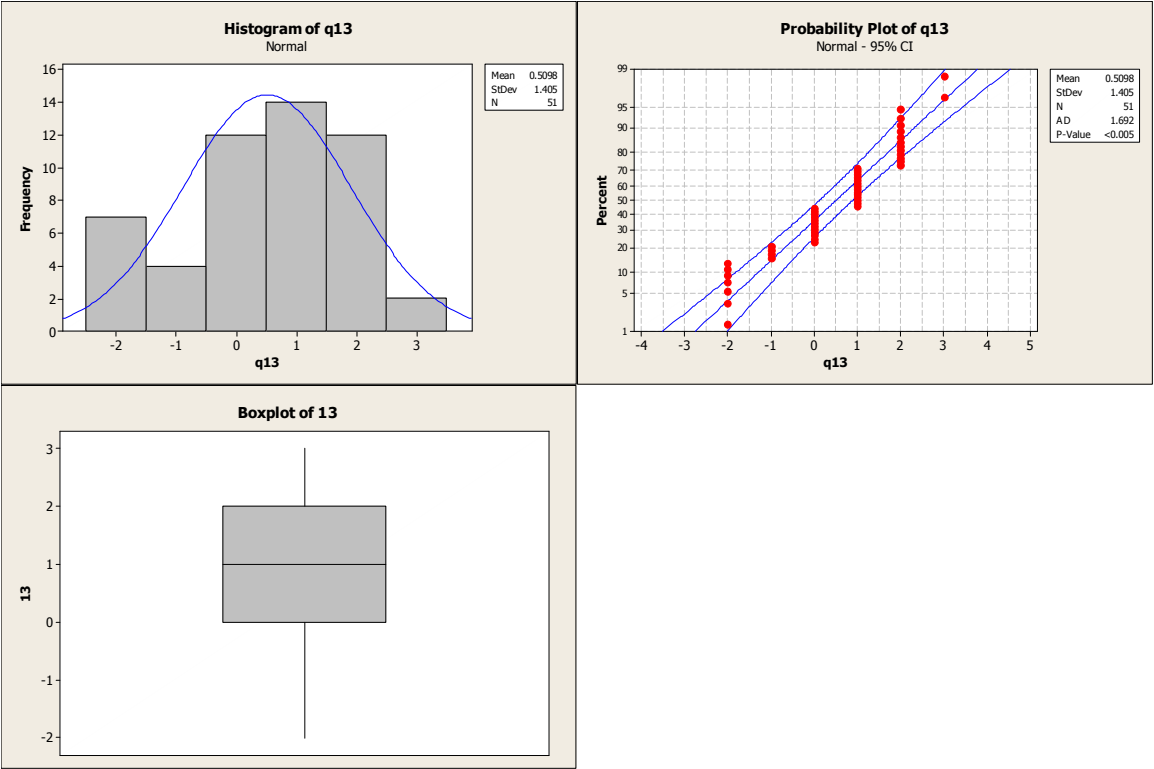 Histogram of q13
Normal
16
14
12
10
8
6
4
2
0
Frequency
-2 -1 0 1 2 3
q13
Mean 0.5098
StDev 1.405
N 51
Probability Plot of q13
Normal - 95% CI
99
95
90
80
70
60
50
40
30
20
10
5
1
Percent
-4 -3 -2 -1 0 1 2 3 4 5
q13
Mean 0.5098
StDev 1.405
N 51
AD 1.692
P-Value <0.005
Boxplot of 13
3
2
1
0
-1
-2
13